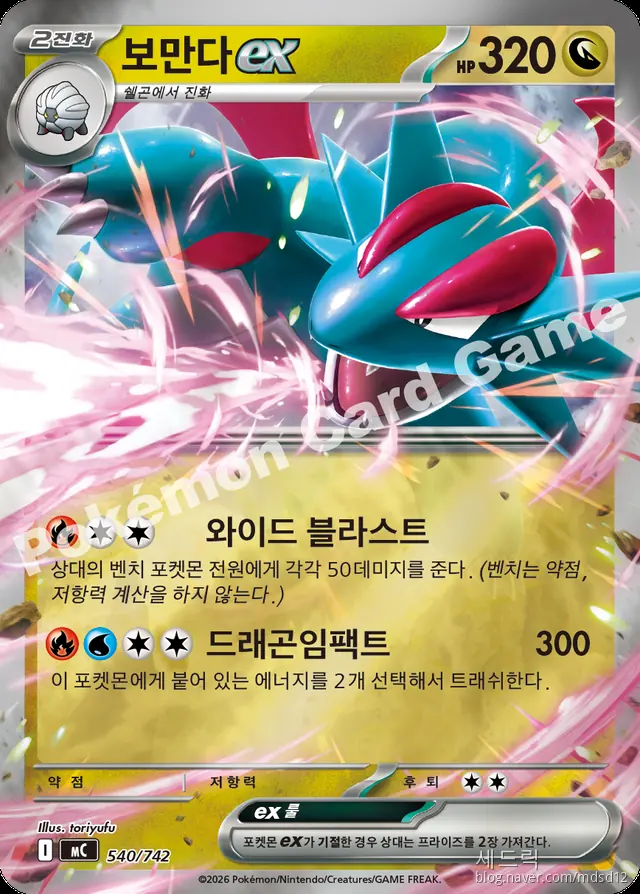 2진화
보만다 ex
HP 320
쉘곤에서 진화
Pokémon Card Game
와이드 블라스트
상대의 벤치 포켓몬 전원에게 각각 50데미지를 준다. (벤치는 약점,
저항력 계산을 하지 않는다.)
드래곤임팩트 300
이 포켓몬에게 붙어 있는 에너지를 2개 선택해서 트래쉬한다.
약점 저항력 후퇴
ex 룰
포켓몬 ex가 기절한 경우 상대는 프라이즈를 2장 가져간다.
Illus. toriyufu
I mC 540/742
©2026 Pokémon/Nintendo/Creatures/GAME FREAK.
세드릭
blog.naver.com/mdsd12